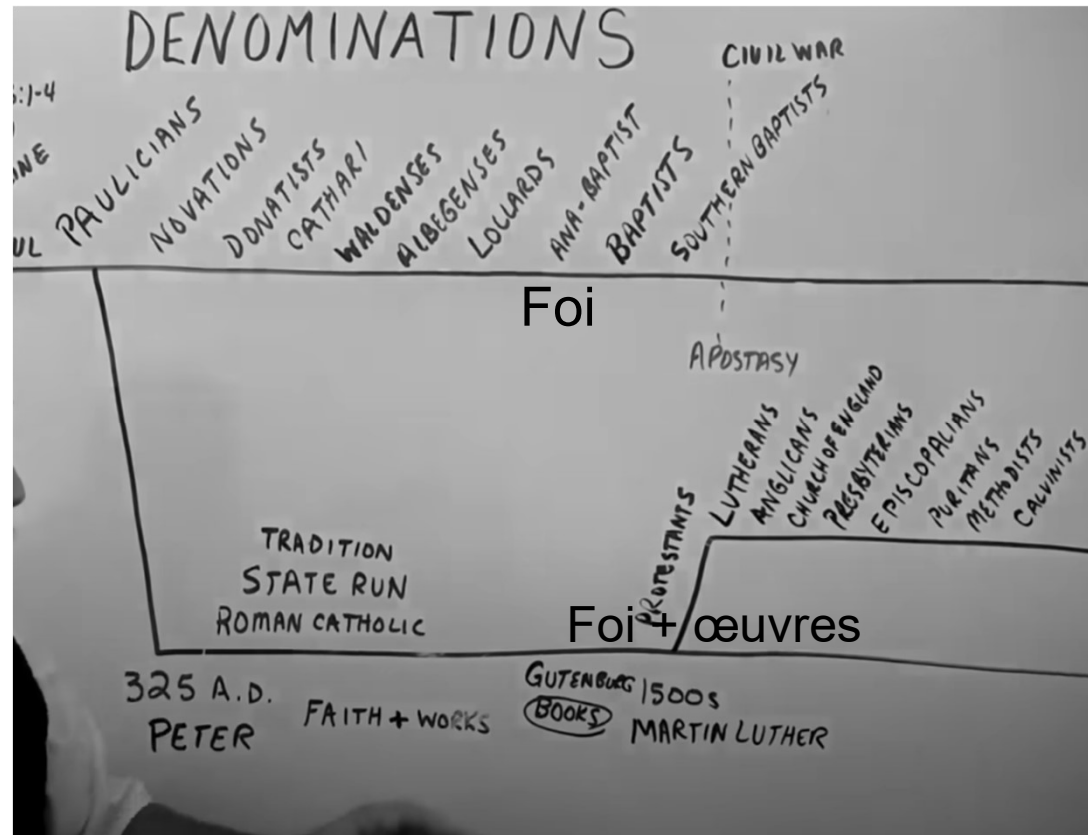 DENOMINATIONS
CIVIL WAR
:1-4
UL
PAULICIANS
NOVATIONS
DONATISTS
CATHARI
WALDENSES
ALBEGENSES
LOLLARDS
ANA-BAPTIST
BAPTISTS
SOUTHERN BAPTISTS
Foi
APOSTASY
PROTESTANTS
LUTHERANS
ANGLICANS
CHURCH OF ENGLAND
PRESBYTERIANS
EPISCOPALIANS
PURITANS
METHODISTS
CALVINISTS
TRADITION
STATE RUN
ROMAN CATHOLIC
Foi + œuvres
325 A.D.
PETER
FAITH + WORKS
GUTENBURG
BOOKS
1500s
MARTIN LUTHER